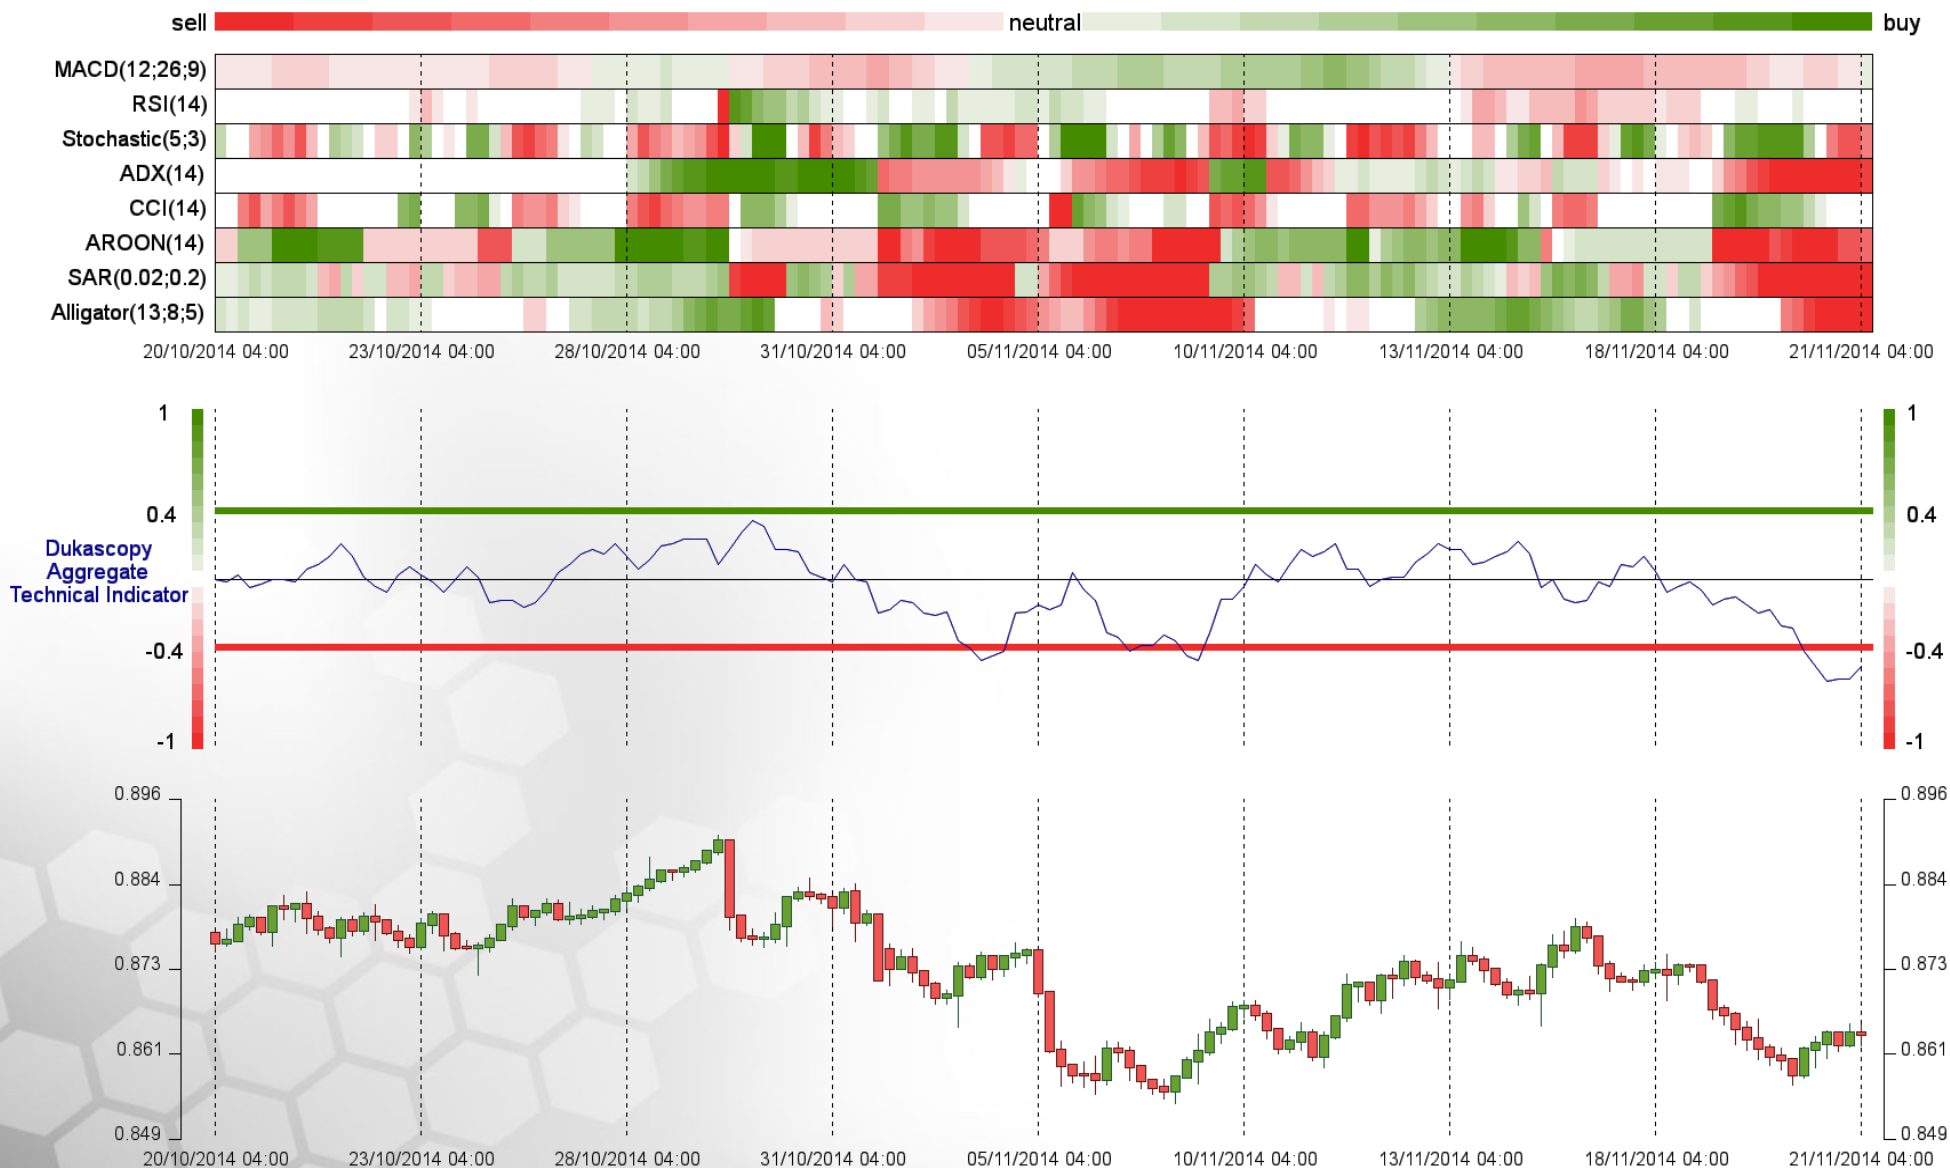 sell neutral buy
MACD(12;26;9)
RSI(14)
Stochastic(5;3)
ADX(14)
CCI(14)
AROON(14)
SAR(0.02;0.2)
Alligator(13;8;5)
20/10/2014 04:00 23/10/2014 04:00 28/10/2014 04:00 31/10/2014 04:00 05/11/2014 04:00 10/11/2014 04:00 13/11/2014 04:00 18/11/2014 04:00 21/11/2014 04:00
1 1
0.4 0.4
Dukascopy
Aggregate
Technical Indicator
-0.4 -0.4
-1 -1
0.896 0.896
0.884 0.884
0.873 0.873
0.861 0.861
0.849 0.849
20/10/2014 04:00 23/10/2014 04:00 28/10/2014 04:00 31/10/2014 04:00 05/11/2014 04:00 10/11/2014 04:00 13/11/2014 04:00 18/11/2014 04:00 21/11/2014 04:00